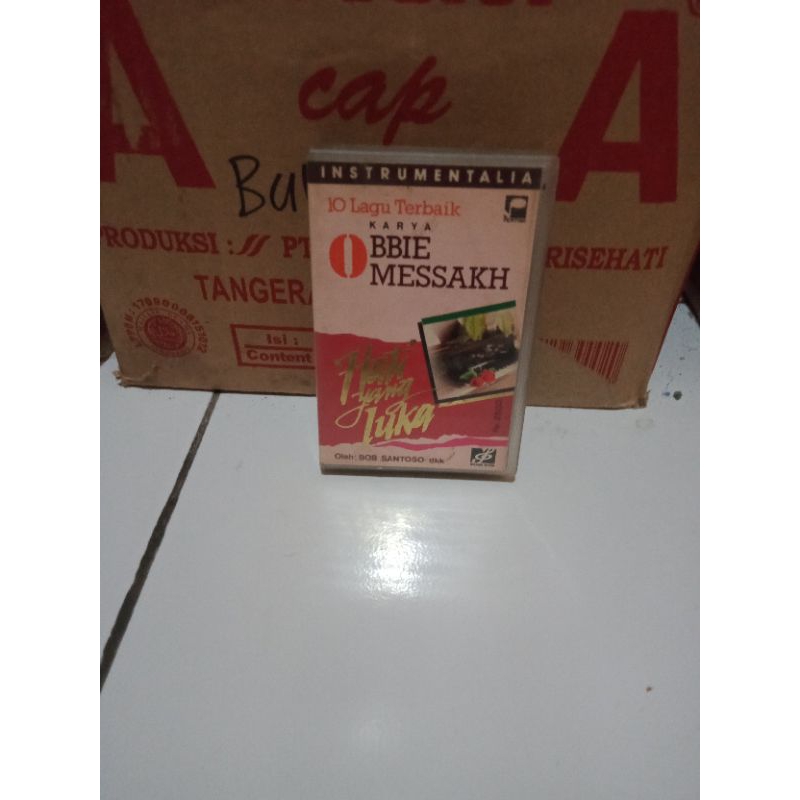 cap
A
A
BU
PRODUKSI : // PT
RISEHATI
TANGERA
Isi :
Content
INSTRUMENTALIA
10 Lagu Terbaik
KARYA
OBBIE
MESSAKH
Hati
yang
luka
Oleh : BOB SANTOSO dkk